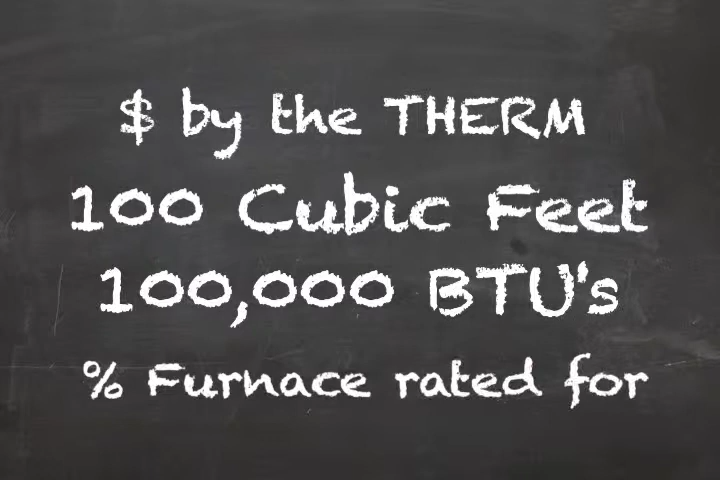 $ by the THERM
100 Cubic Feet
100,000 BTU's
% Furnace rated for